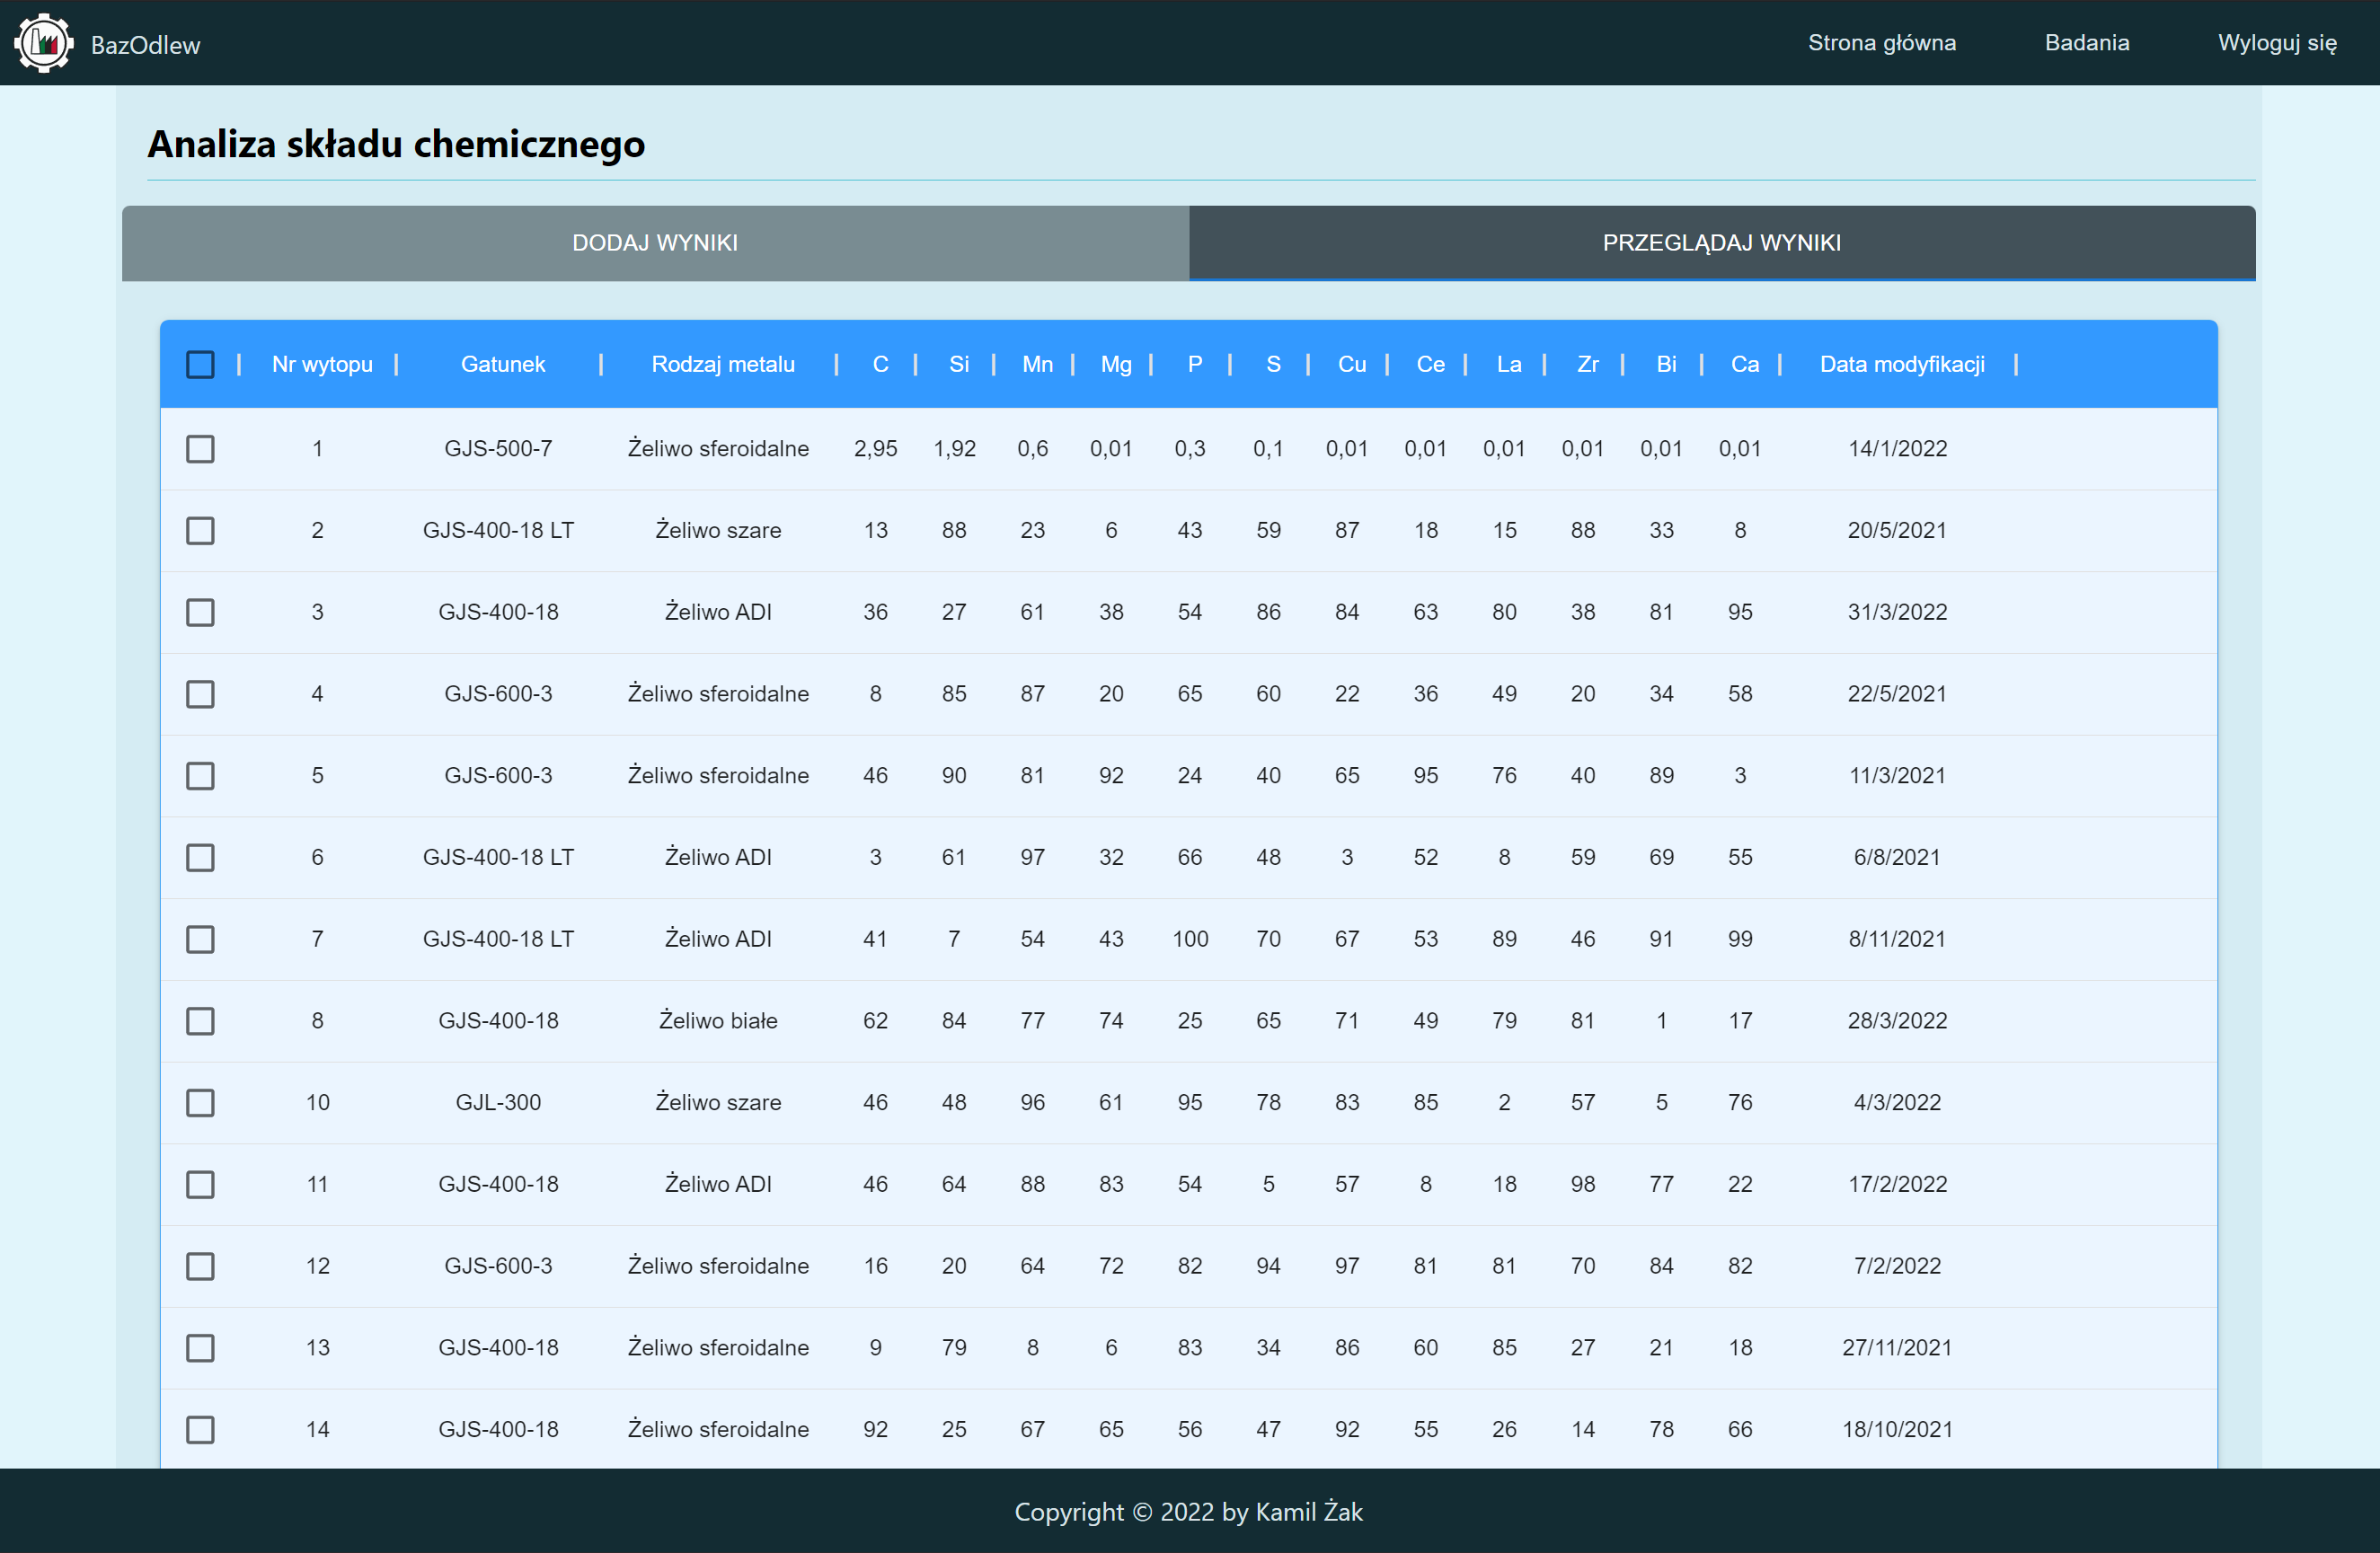 BazOdlew Strona główna Badania Wyloguj się
Analiza składu chemicznego
DODAJ WYNIKI PRZEGLĄDAJ WYNIKI
Nr wytopu Gatunek Rodzaj metalu C Si Mn Mg P S Cu Ce La Zr Bi Ca Data modyfikacji
1 GJS-500-7 Żeliwo sferoidalne 2,95 1,92 0,6 0,01 0,3 0,1 0,01 0,01 0,01 0,01 0,01 0,01 14/1/2022
2 GJS-400-18 LT Żeliwo szare 13 88 23 6 43 59 87 18 15 88 33 8 20/5/2021
3 GJS-400-18 Żeliwo ADI 36 27 61 38 54 86 84 63 80 38 81 95 31/3/2022
4 GJS-600-3 Żeliwo sferoidalne 8 85 87 20 65 60 22 36 49 20 34 58 22/5/2021
5 GJS-600-3 Żeliwo sferoidalne 46 90 81 92 24 40 65 95 76 40 89 3 11/3/2021
6 GJS-400-18 LT Żeliwo ADI 3 61 97 32 66 48 3 52 8 59 69 55 6/8/2021
7 GJS-400-18 LT Żeliwo ADI 41 7 54 43 100 70 67 53 89 46 91 99 8/11/2021
8 GJS-400-18 Żeliwo białe 62 84 77 74 25 65 71 49 79 81 1 17 28/3/2022
10 GJL-300 Żeliwo szare 46 48 96 61 95 78 83 85 2 57 5 76 4/3/2022
11 GJS-400-18 Żeliwo ADI 46 64 88 83 54 5 57 8 18 98 77 22 17/2/2022
12 GJS-600-3 Żeliwo sferoidalne 16 20 64 72 82 94 97 81 81 70 84 82 7/2/2022
13 GJS-400-18 Żeliwo sferoidalne 9 79 8 6 83 34 86 60 85 27 21 18 27/11/2021
14 GJS-400-18 Żeliwo sferoidalne 92 25 67 65 56 47 92 55 26 14 78 66 18/10/2021
Copyright © 2022 by Kamil Żak